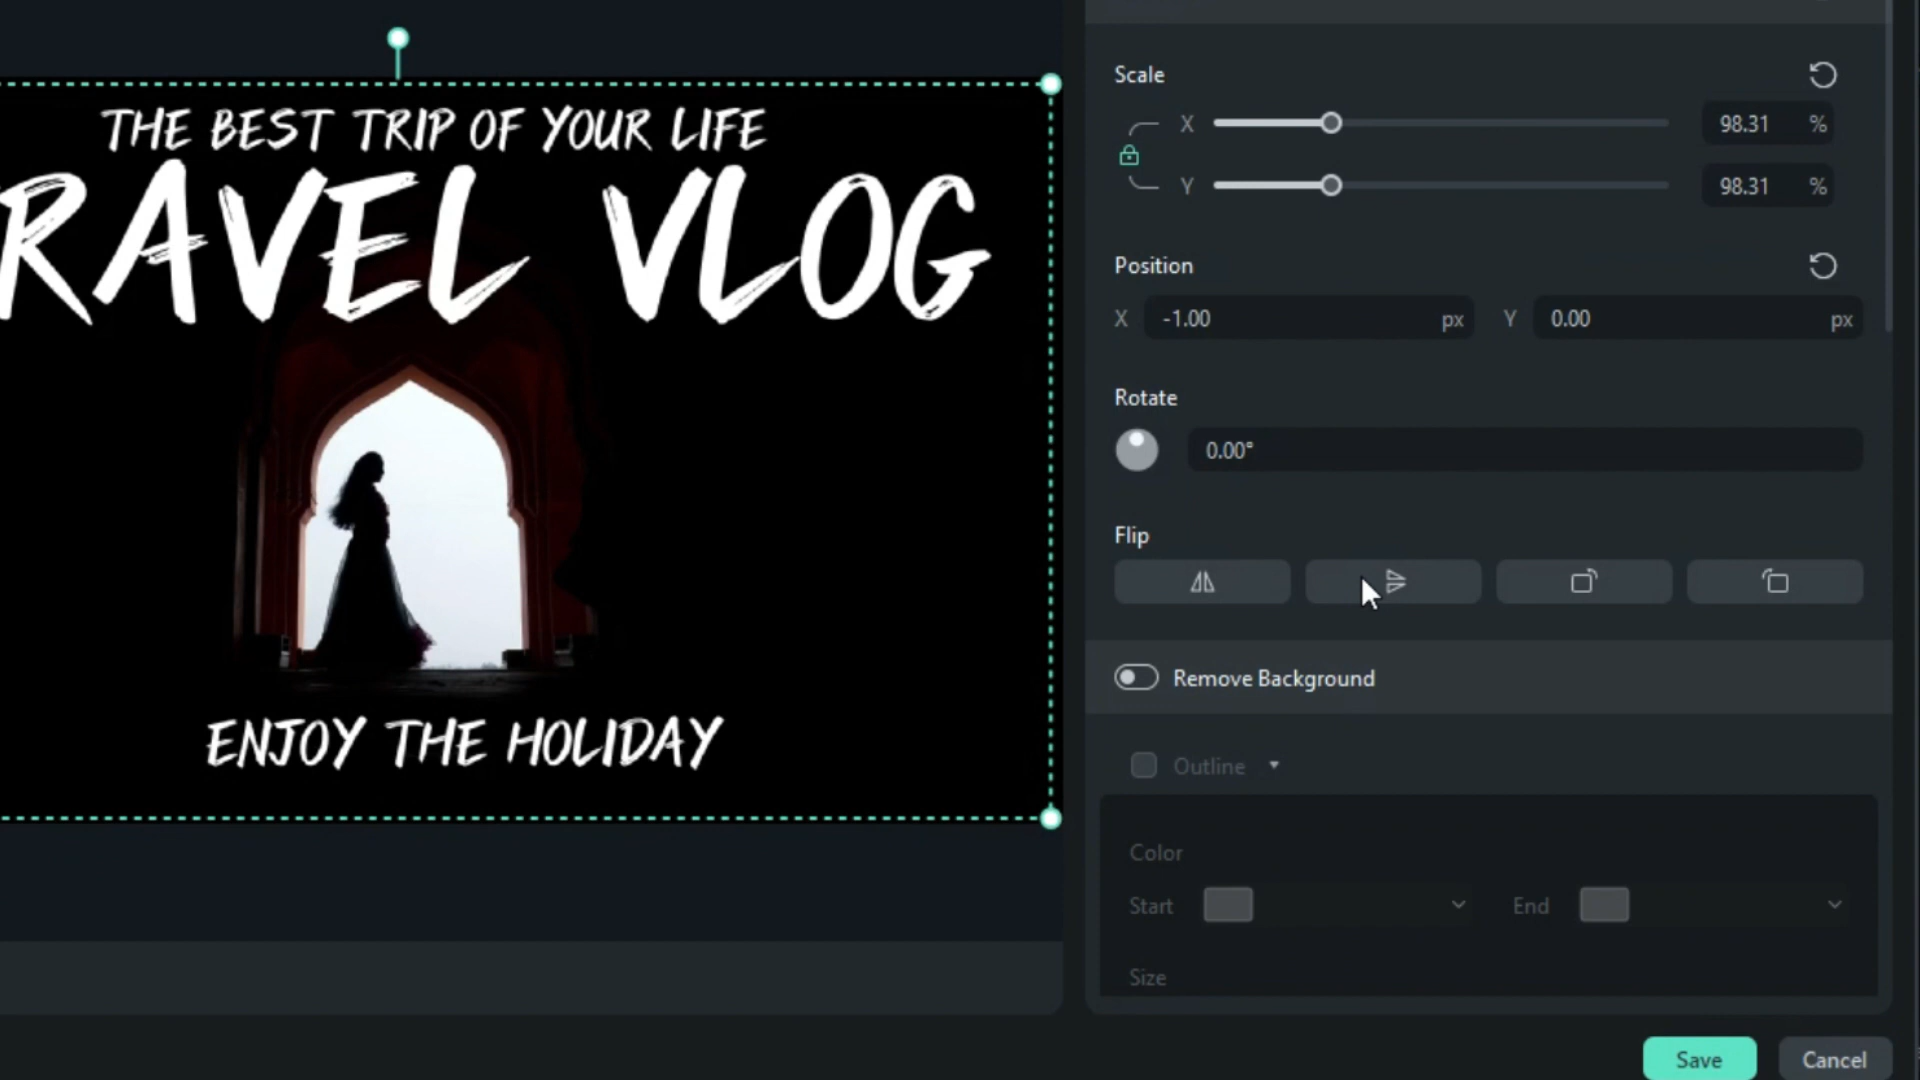 THE BEST TRIP OF YOUR LIFE
RAVEL VLOG
ENJOY THE HOLIDAY
Scale
X 98.31 %
Y 98.31 %
Position
X -1.00 px Y 0.00 px
Rotate
0.00°
Flip
Remove Background
Outline
Color
Start End
Size
Save Cancel